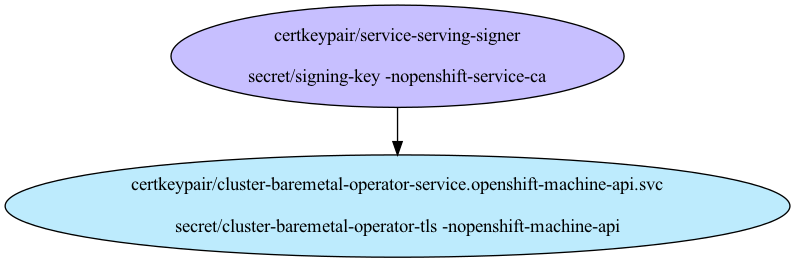 certkeypair/service-serving-signer
secret/signing-key -nopenshift-service-ca
certkeypair/cluster-baremetal-operator-service.openshift-machine-api.svc
secret/cluster-baremetal-operator-tls -nopenshift-machine-api